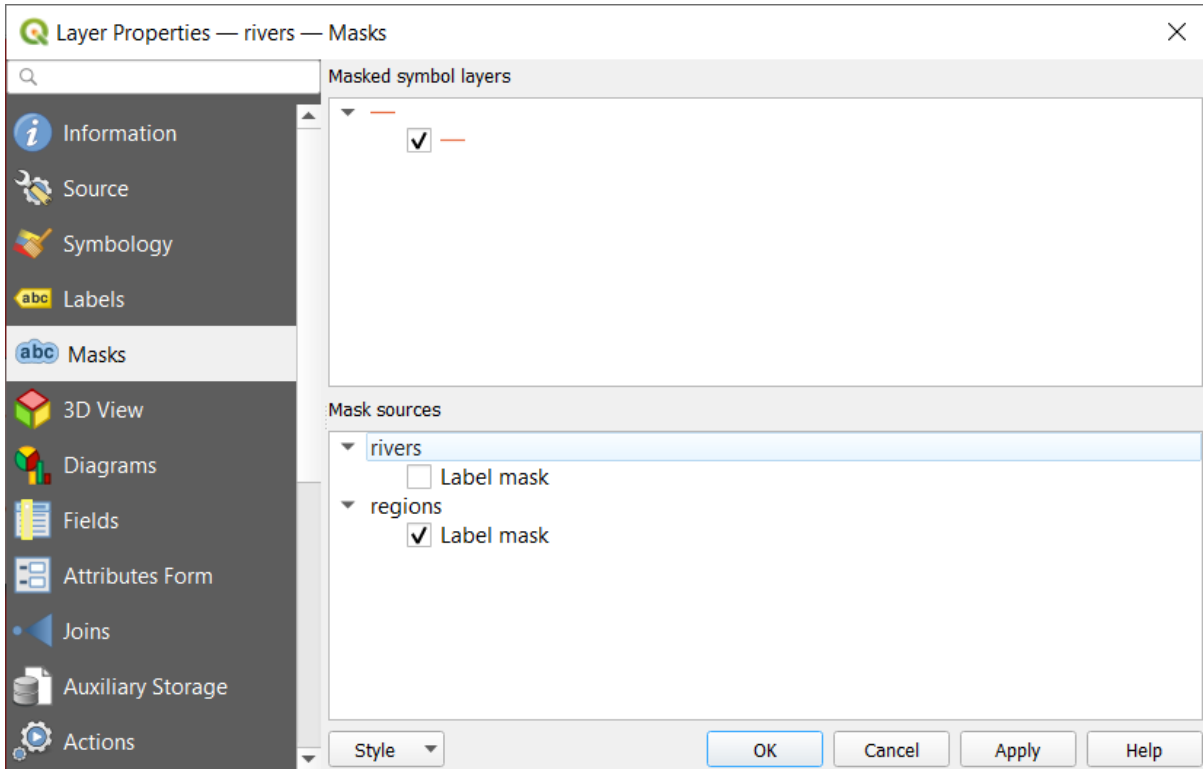 Layer Properties — rivers — Masks
Information
Source
Symbology
abc Labels
abc Masks
3D View
Diagrams
Fields
Attributes Form
Joins
Auxiliary Storage
Actions
Masked symbol layers
Mask sources
rivers
Label mask
regions
Label mask
Style OK Cancel Apply Help